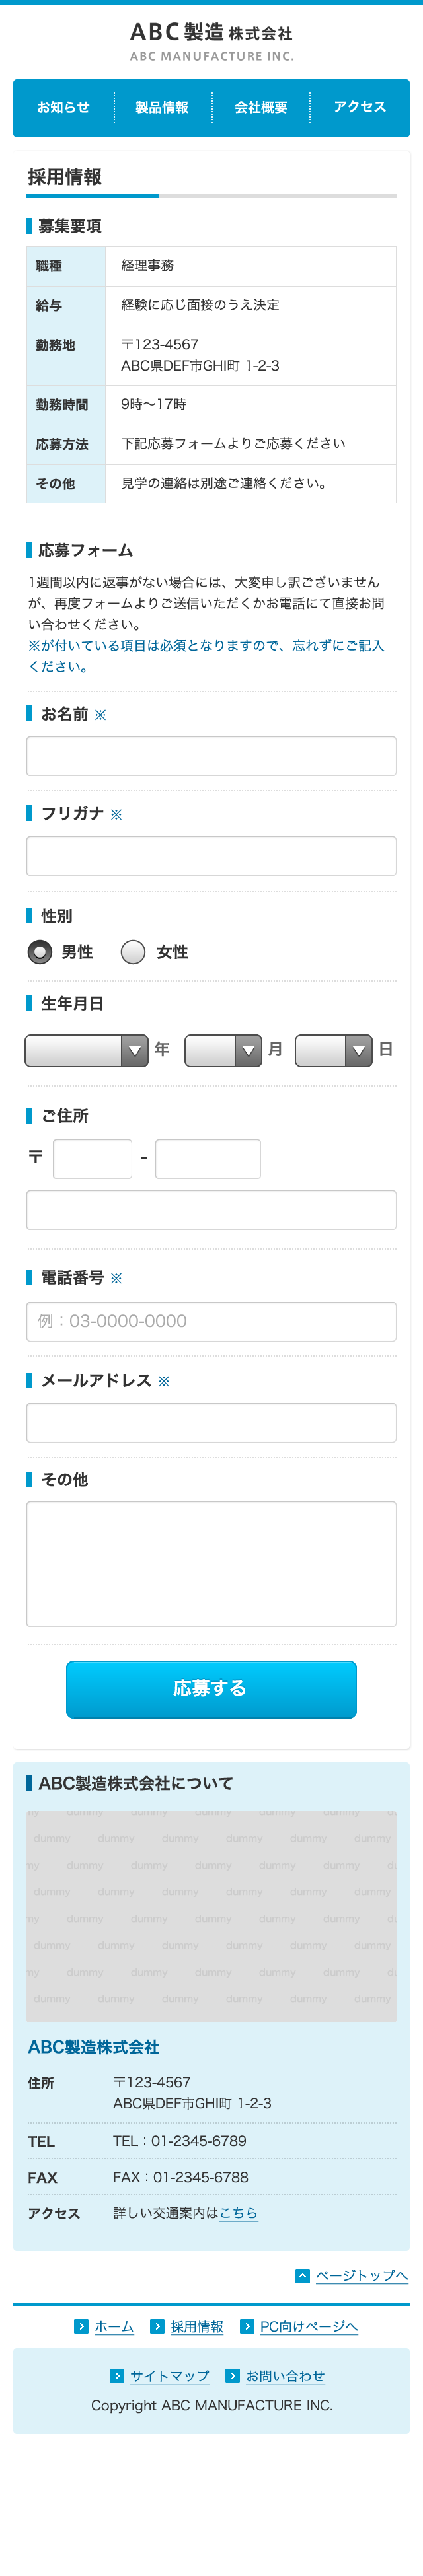 ABC製造株式会社
ABC MANUFACTURE INC.
お知らせ 製品情報 会社概要 アクセス
採用情報
募集要項
職種 経理事務
給与 経験に応じ面接のうえ決定
勤務地 〒123-4567
ABC県DEF市GHI町 1-2-3
勤務時間 9時〜17時
応募方法 下記応募フォームよりご応募ください
その他 見学の連絡は別途ご連絡ください。
応募フォーム
1週間以内に返事がない場合には、大変申し訳ございません
が、再度フォームよりご送信いただくかお電話にて直接お問
い合わせください。
※が付いている項目は必須となりますので、忘れずにご記入
ください。
お名前 ※
フリガナ ※
性別
男性 女性
生年月日
年 月 日
ご住所
〒 -
電話番号 ※
例：03-0000-0000
メールアドレス ※
その他
応募する
ABC製造株式会社について
my dummy dummy dummy dummy dummy du
dummy dummy dummy dummy dummy dummy
my dummy dummy dummy dummy dummy du
dummy dummy dummy dummy dummy dummy
my dummy dummy dummy dummy dummy du
dummy dummy dummy dummy dummy dummy
my dummy dummy dummy dummy dummy du
dummy dummy dummy dummy dummy dummy
ABC製造株式会社
住所 〒123-4567
ABC県DEF市GHI町 1-2-3
TEL TEL：01-2345-6789
FAX FAX：01-2345-6788
アクセス 詳しい交通案内はこちら
ページトップへ
ホーム 採用情報 PC向けページへ
サイトマップ お問い合わせ
Copyright ABC MANUFACTURE INC.